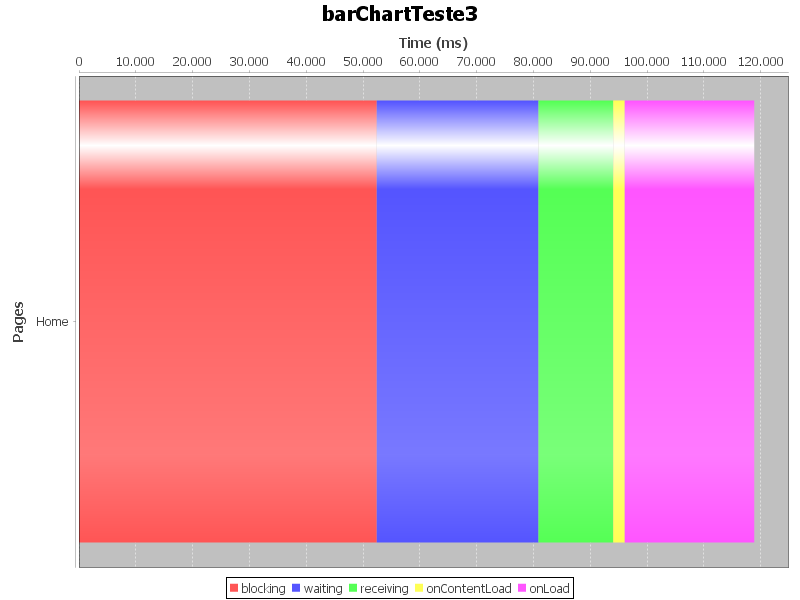 barChartTeste3
Time (ms)
0 10.000 20.000 30.000 40.000 50.000 60.000 70.000 80.000 90.000 100.000 110.000 120.000
Pages
Home
blocking waiting receiving onContentLoad onLoad